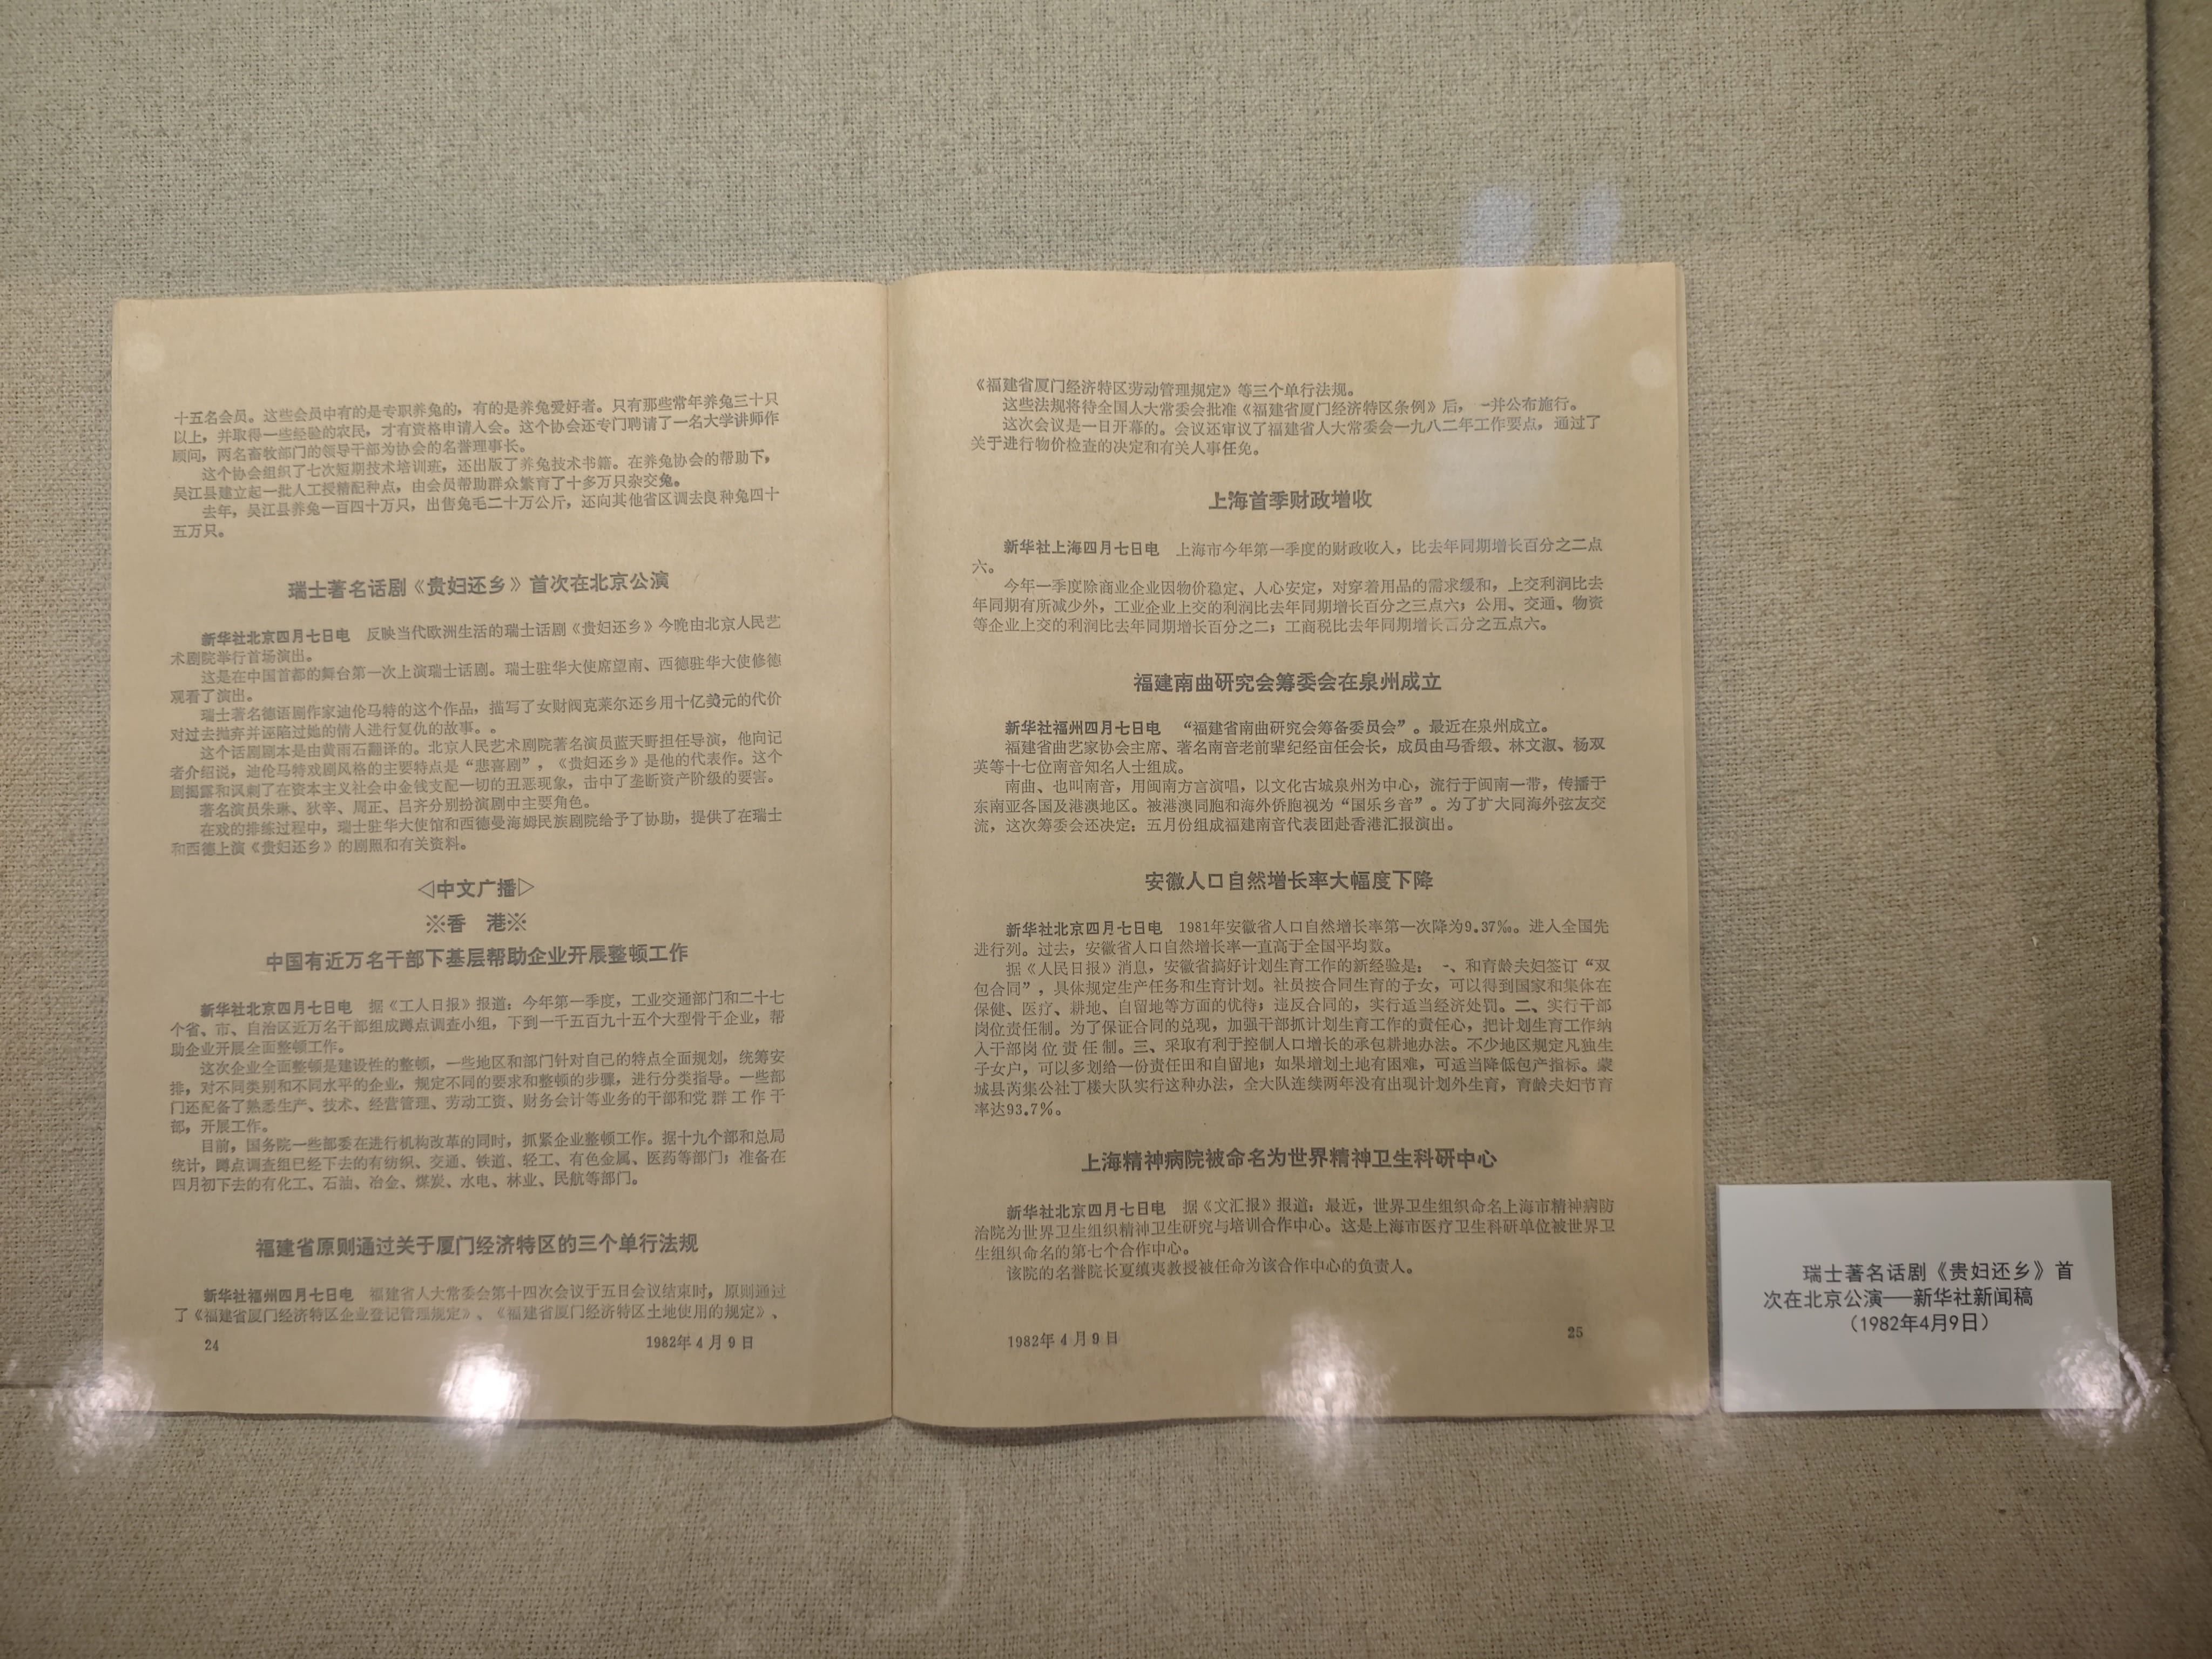 十五名会员。这些会员中有的是专职养兔的，有的是养兔爱好者。只有那些常年养兔三十只
以上，并取得一些经验的农民，才有资格申请入会。这个协会还专门聘请了一名大学讲师作
顾问，两名畜牧部门的领导干部为协会的名誉理事长。
这个协会组织了七次短期技术培训班，还出版了养兔技术书籍。在养兔协会的帮助下，
吴江县建立起一批人工授精配种点，由会员帮助群众繁育了十多万只杂交兔。
去年，吴江县养兔一百四十万只，出售兔毛二十万公斤，还向其他省区调去良种兔四十
五万只。
瑞士著名话剧《贵妇还乡》首次在北京公演
新华社北京四月七日电 反映当代欧洲生活的瑞士话剧《贵妇还乡》今晚由北京人民艺
术剧院举行首场演出。
这是在中国首都的舞台第一次上演瑞士话剧。瑞士驻华大使席望南、西德驻华大使修德
观看了演出。
瑞士著名德语剧作家迪伦马特的这个作品，描写了女财阀克莱尔还乡用十亿美元的代价
对过去抛弃并诬陷过她的情人进行复仇的故事。。
这个话剧剧本是由黄雨石翻译的。北京人民艺术剧院著名演员蓝天野担任导演，他向记
者介绍说，迪伦马特戏剧风格的主要特点是“悲喜剧”，《贵妇还乡》是他的代表作。这个
剧揭露和讽刺了在资本主义社会中金钱支配一切的丑恶现象，击中了垄断资产阶级的要害。
著名演员朱琳、狄辛、周正、吕齐分别扮演剧中主要角色。
在戏的排练过程中，瑞士驻华大使馆和西德曼海姆民族剧院给予了协助，提供了在瑞士
和西德上演《贵妇还乡》的剧照和有关资料。
◁中文广播▷
※香 港※
中国有近万名干部下基层帮助企业开展整顿工作
新华社北京四月七日电 据《工人日报》报道：今年第一季度，工业交通部门和二十七
个省、市、自治区近万名干部组成蹲点调查小组，下到一千五百九十五个大型骨干企业，帮
助企业开展全面整顿工作。
这次企业全面整顿是建设性的整顿，一些地区和部门针对自己的特点全面规划，统筹安
排，对不同类别和不同水平的企业，规定不同的要求和整顿的步骤，进行分类指导。一些部
门还配备了熟悉生产、技术、经营管理、劳动工资、财务会计等业务的干部和党群工作干
部，开展工作。
目前，国务院一些部委在进行机构改革的同时，抓紧企业整顿工作。据十九个部和总局
统计，蹲点调查组已经下去的有纺织、交通、铁道、轻工、有色金属、医药等部门；准备在
四月初下去的有化工、石油、冶金、煤炭、水电、林业、民航等部门。
福建省原则通过关于厦门经济特区的三个单行法规
新华社福州四月七日电 福建省人大常委会第十四次会议于五日会议结束时，原则通过
了《福建省厦门经济特区企业登记管理规定》、《福建省厦门经济特区土地使用的规定》、
24
1982年4月9日
《福建省厦门经济特区劳动管理规定》等三个单行法规。
这些法规将待全国人大常委会批准《福建省厦门经济特区条例》后，一并公布施行。
这次会议是一日开幕的。会议还审议了福建省人大常委会一九八二年工作要点，通过了
关于进行物价检查的决定和有关人事任免。
上海首季财政增收
新华社上海四月七日电 上海市今年第一季度的财政收入，比去年同期增长百分之二点
六。
今年一季度除商业企业因物价稳定、人心安定，对穿着用品的需求缓和，上交利润比去
年同期有所减少外，工业企业上交的利润比去年同期增长百分之三点六；公用、交通、物资
等企业上交的利润比去年同期增长百分之二；工商税比去年同期增长百分之五点六。
福建南曲研究会筹委会在泉州成立
新华社福州四月七日电 “福建省南曲研究会筹备委员会”。最近在泉州成立。
福建省曲艺家协会主席、著名南音老前辈纪经亩任会长，成员由马香缎、林文淑、杨双
英等十七位南音知名人士组成。
南曲、也叫南音，用闽南方言演唱，以文化古城泉州为中心，流行于闽南一带，传播于
东南亚各国及港澳地区。被港澳同胞和海外侨胞视为“国乐乡音”。为了扩大同海外弦友交
流，这次筹委会还决定：五月份组成福建南音代表团赴香港汇报演出。
安徽人口自然增长率大幅度下降
新华社北京四月七日电 1981年安徽省人口自然增长率第一次降为9.37‰。进入全国先
进行列。过去，安徽省人口自然增长率一直高于全国平均数。
据《人民日报》消息，安徽省搞好计划生育工作的新经验是：一、和育龄夫妇签订“双
包合同”，具体规定生产任务和生育计划。社员按合同生育的子女，可以得到国家和集体在
保健、医疗、耕地、自留地等方面的优待；违反合同的，实行适当经济处罚。二、实行干部
岗位责任制。为了保证合同的兑现，加强干部抓计划生育工作的责任心，把计划生育工作纳
入干部岗位责任制。三、采取有利于控制人口增长的承包耕地办法。不少地区规定凡独生
子女户，可以多划给一份责任田和自留地；如果增划土地有困难，可适当降低包产指标。蒙
城县芮集公社丁楼大队实行这种办法，全大队连续两年没有出现计划外生育，育龄夫妇节育
率达93.7%。
上海精神病院被命名为世界精神卫生科研中心
新华社北京四月七日电 据《文汇报》报道：最近，世界卫生组织命名上海市精神病防
治院为世界卫生组织精神卫生研究与培训合作中心。这是上海市医疗卫生科研单位被世界卫
生组织命名的第七个合作中心。
该院的名誉院长夏缜夷教授被任命为该合作中心的负责人。
1982年4月9日
25
瑞士著名话剧《贵妇还乡》首
次在北京公演——新华社新闻稿
（1982年4月9日）